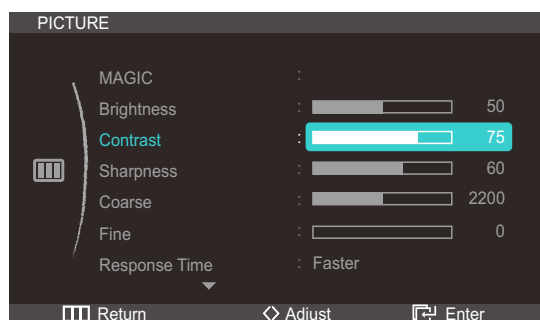 PICTURE
MAGIC :
Brightness : 50
Contrast : 75
Sharpness : 60
Coarse : 2200
Fine : 0
Response Time : Faster
Return Adjust Enter